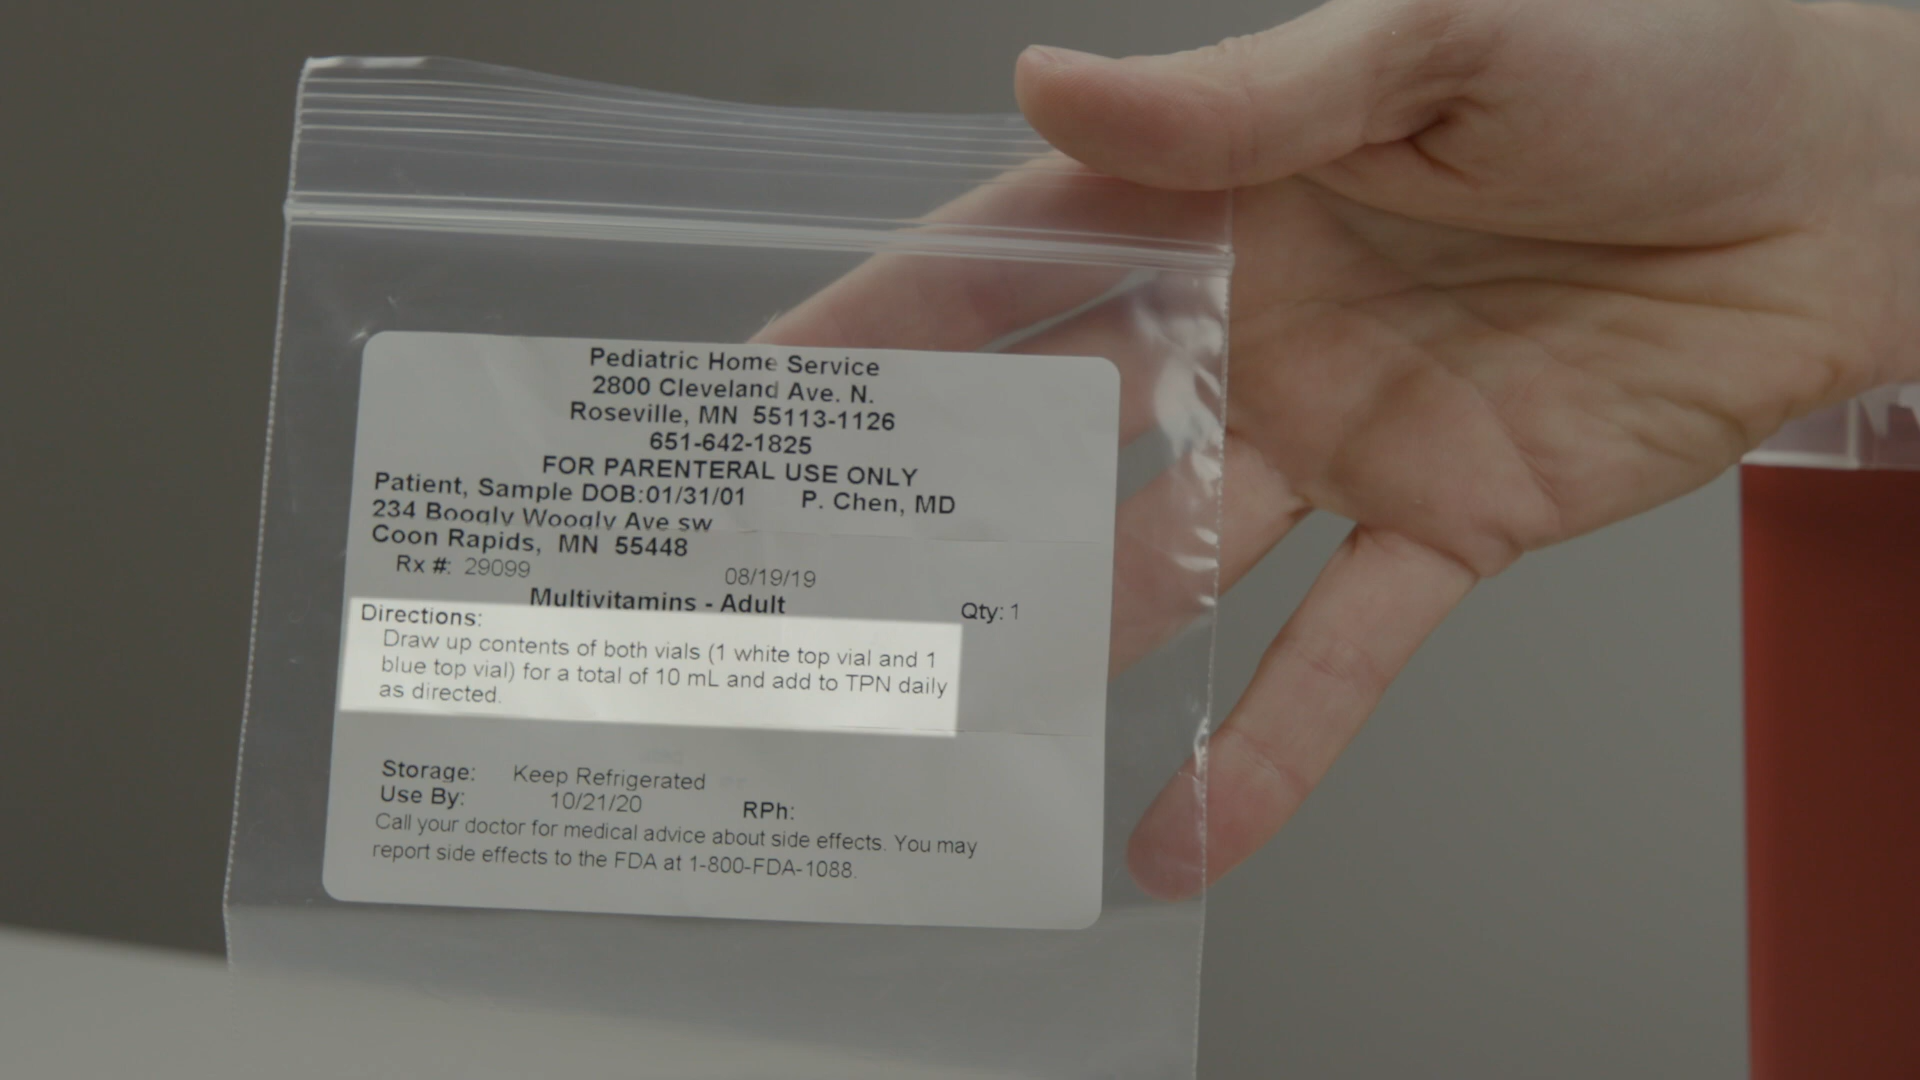 Pediatric Home Service
2800 Cleveland Ave. N.
Roseville, MN 55113-1126
651-642-1825
FOR PARENTERAL USE ONLY
Patient, Sample DOB:01/31/01 P. Chen, MD
234 Boogly Woogly Ave sw
Coon Rapids, MN 55448
Rx #: 29099 08/19/19
Multivitamins - Adult Qty: 1
Directions:
Draw up contents of both vials (1 white top vial and 1
blue top vial) for a total of 10 mL and add to TPN daily
as directed.
Storage: Keep Refrigerated
Use By: 10/21/20 RPh:
Call your doctor for medical advice about side effects. You may
report side effects to the FDA at 1-800-FDA-1088.